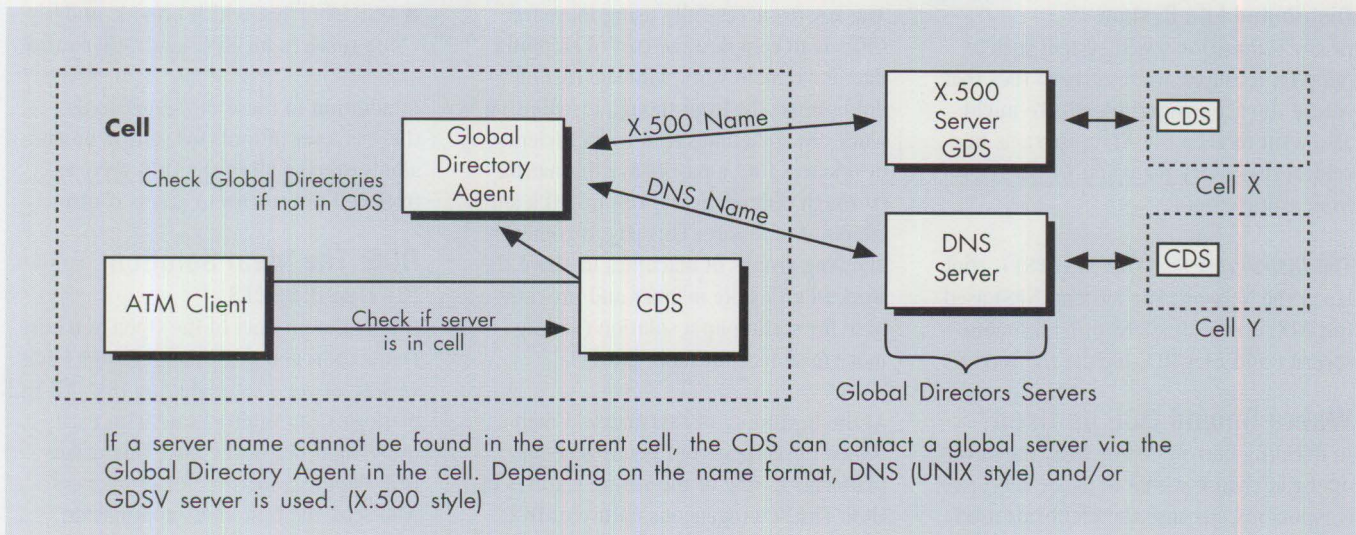 Cell
Check Global Directories
if not in CDS
Global
Directory
Agent
X.500 Name
DNS Name
ATM Client
Check if server
is in cell
CDS
X.500
Server
GDS
DNS
Server
CDS
Cell X
CDS
Cell Y
Global Directors Servers
If a server name cannot be found in the current cell, the CDS can contact a global server via the
Global Directory Agent in the cell. Depending on the name format, DNS (UNIX style) and/or
GDSV server is used. (X.500 style)